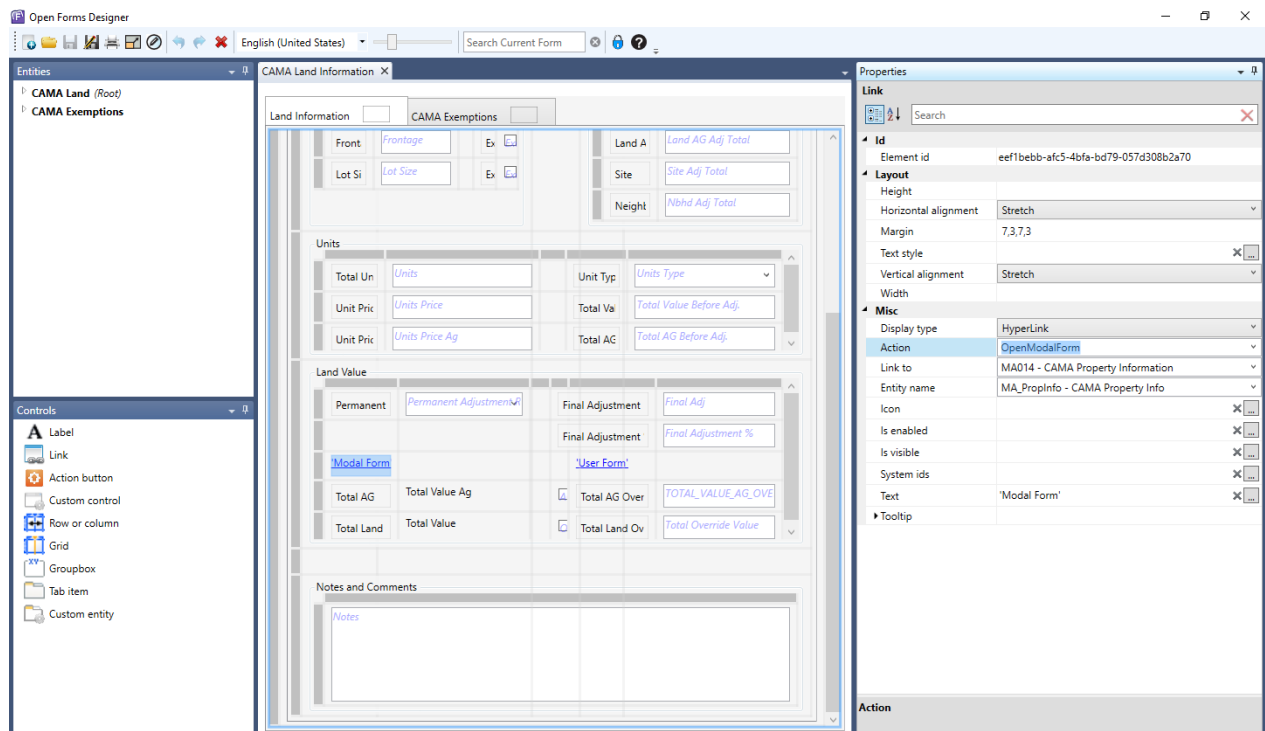 Open Forms Designer
English (United States)
Search Current Form
Entities
CAMA Land (Root)
CAMA Exemptions
Controls
Label
Link
Action button
Custom control
Row or column
Grid
Groupbox
Tab item
Custom entity
CAMA Land Information
Land Information
CAMA Exemptions
Front Frontage Ex Ex Land A Land AG Adj Total
Lot Si Lot Size Ex Ex Site Site Adj Total
Neight Nbhd Adj Total
Units
Total Un Units Unit Typ Units Type
Unit Pric Units Price Total Va Total Value Before Adj.
Unit Pric Units Price Ag Total AG Total AG Before Adj.
Land Value
Permanent Permanent Adjustment R Final Adjustment Final Adj
Final Adjustment Final Adjustment %
'Modal Form 'User Form'
Total AG Total Value Ag Total AG Over TOTAL_VALUE_AG_OVE
Total Land Total Value Total Land Ov Total Override Value
Notes and Comments
Notes
Properties
Link
Search
Id
Element id eef1bebb-afc5-4bfa-bd79-057d308b2a70
Layout
Height
Horizontal alignment Stretch
Margin 7,3,7,3
Text style
Vertical alignment Stretch
Width
Misc
Display type HyperLink
Action OpenModalForm
Link to MA014 - CAMA Property Information
Entity name MA_PropInfo - CAMA Property Info
Icon
Is enabled
Is visible
System ids
Text 'Modal Form'
Tooltip
Action